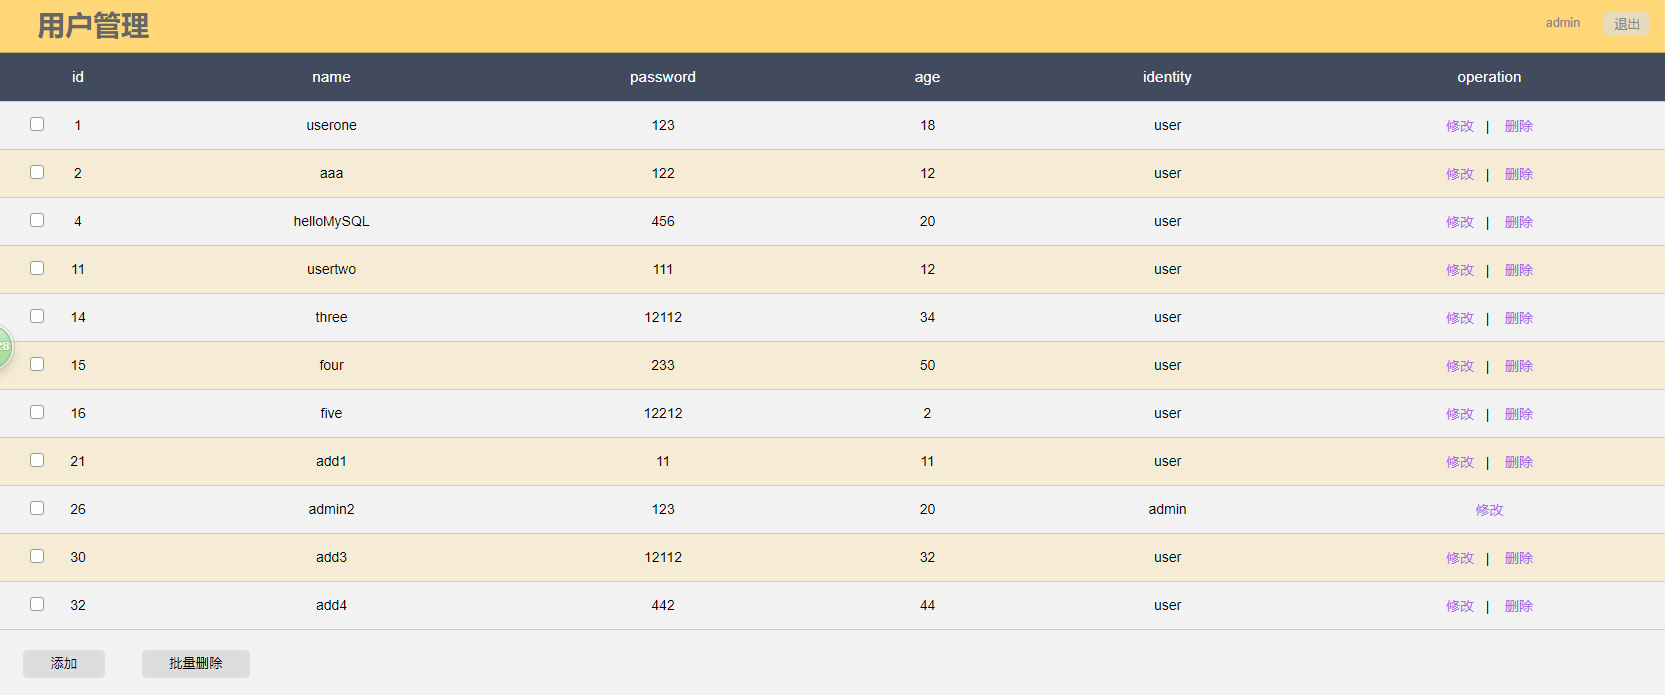 用户管理 admin 退出
id name password age identity operation
1 userone 123 18 user 修改 | 删除
2 aaa 122 12 user 修改 | 删除
4 helloMySQL 456 20 user 修改 | 删除
11 usertwo 111 12 user 修改 | 删除
14 three 12112 34 user 修改 | 删除
28
15 four 233 50 user 修改 | 删除
16 five 12212 2 user 修改 | 删除
21 add1 11 11 user 修改 | 删除
26 admin2 123 20 admin 修改
30 add3 12112 32 user 修改 | 删除
32 add4 442 44 user 修改 | 删除
添加 批量删除